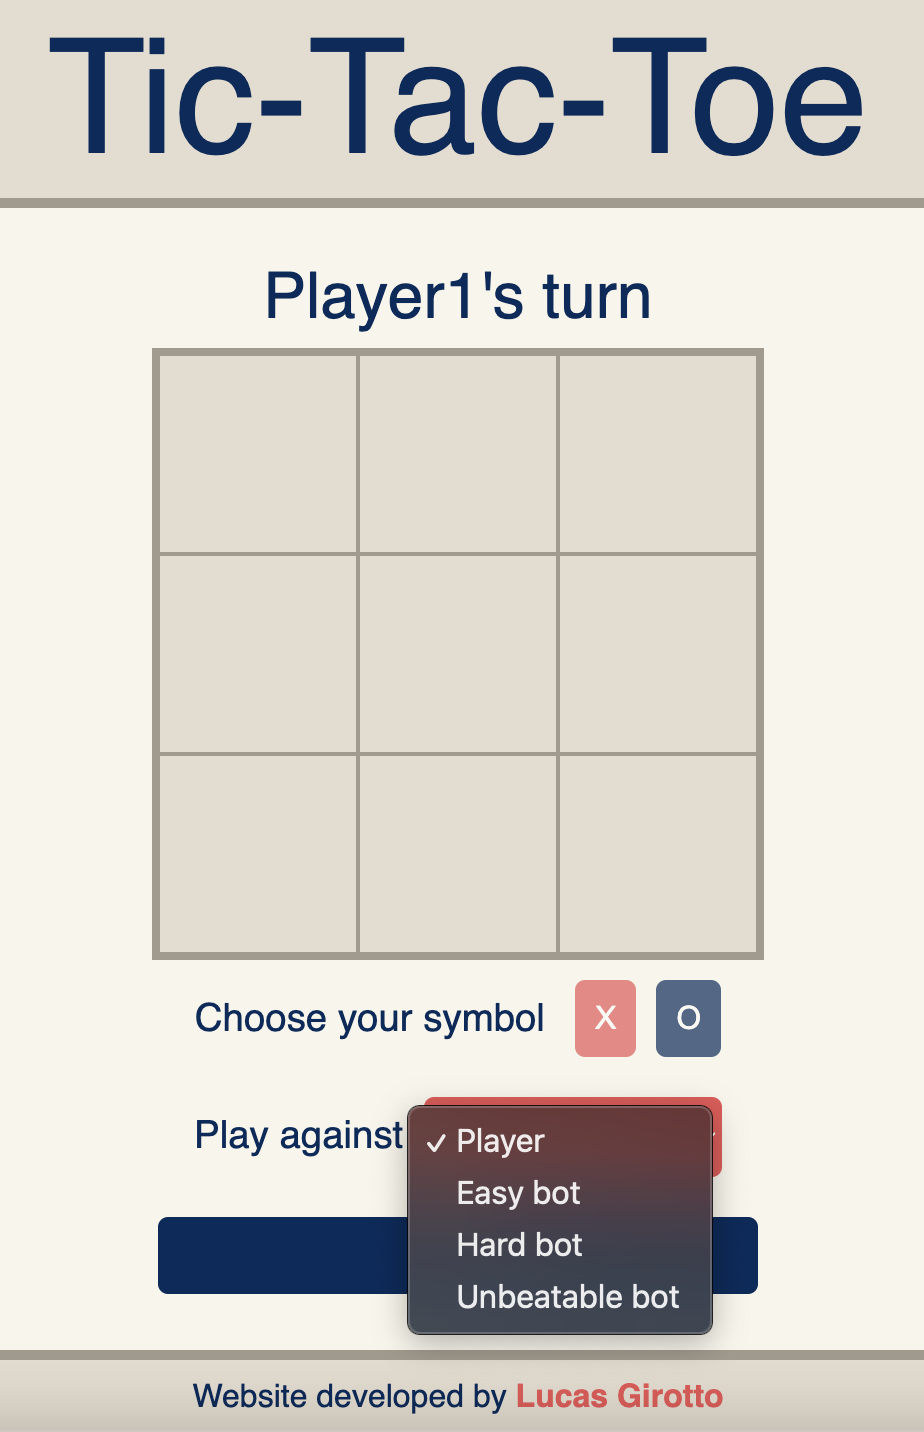 Tic-Tac-Toe
Player1's turn
Choose your symbol X O
Play against
✓ Player
Easy bot
Hard bot
Unbeatable bot
Website developed by Lucas Girotto